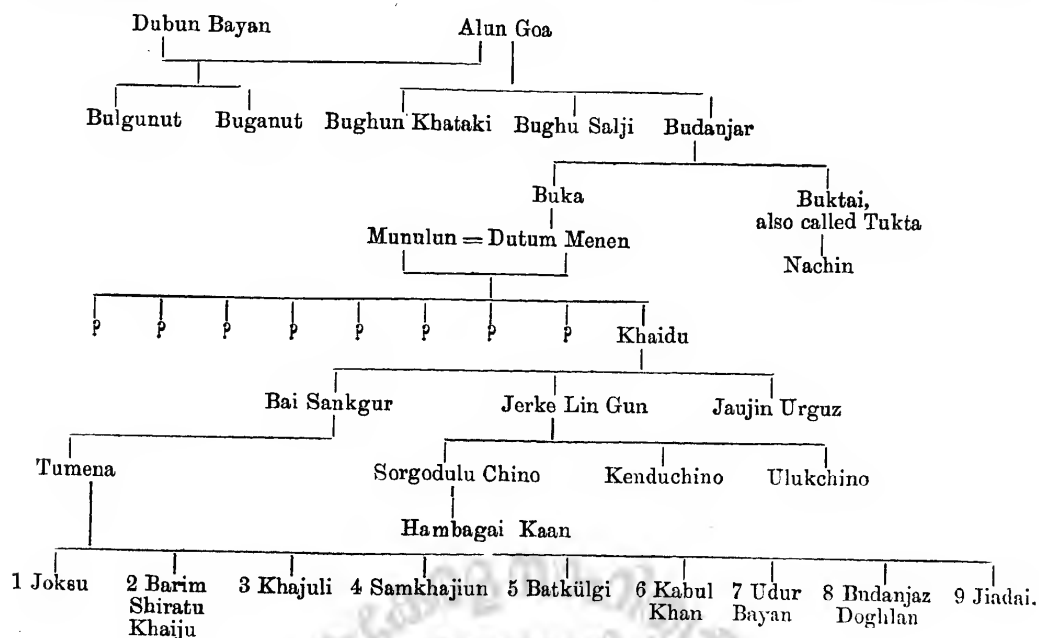 Dubun Bayan Alun Goa
Bulgunut Buganut Bughun Khataki Bughu Salji Budanjar
Buka Buktai,
also called Tukta
Munulun = Dutum Menen
Nachin
? ? ? ? ? ? ? ? Khaidu
Bai Sankgur Jerke Lin Gun Jaujin Urguz
Tumena Sorgodulu Chino Kenduchino Ulukchino
Hambagai Kaan
1 Joksu 2 Barim 3 Khajuli 4 Samkhajiun 5 Batkülgi 6 Kabul 7 Udur 8 Budanjaz 9 Jiadai.
Shiratu Khan Bayan Doghlan
Khaiju